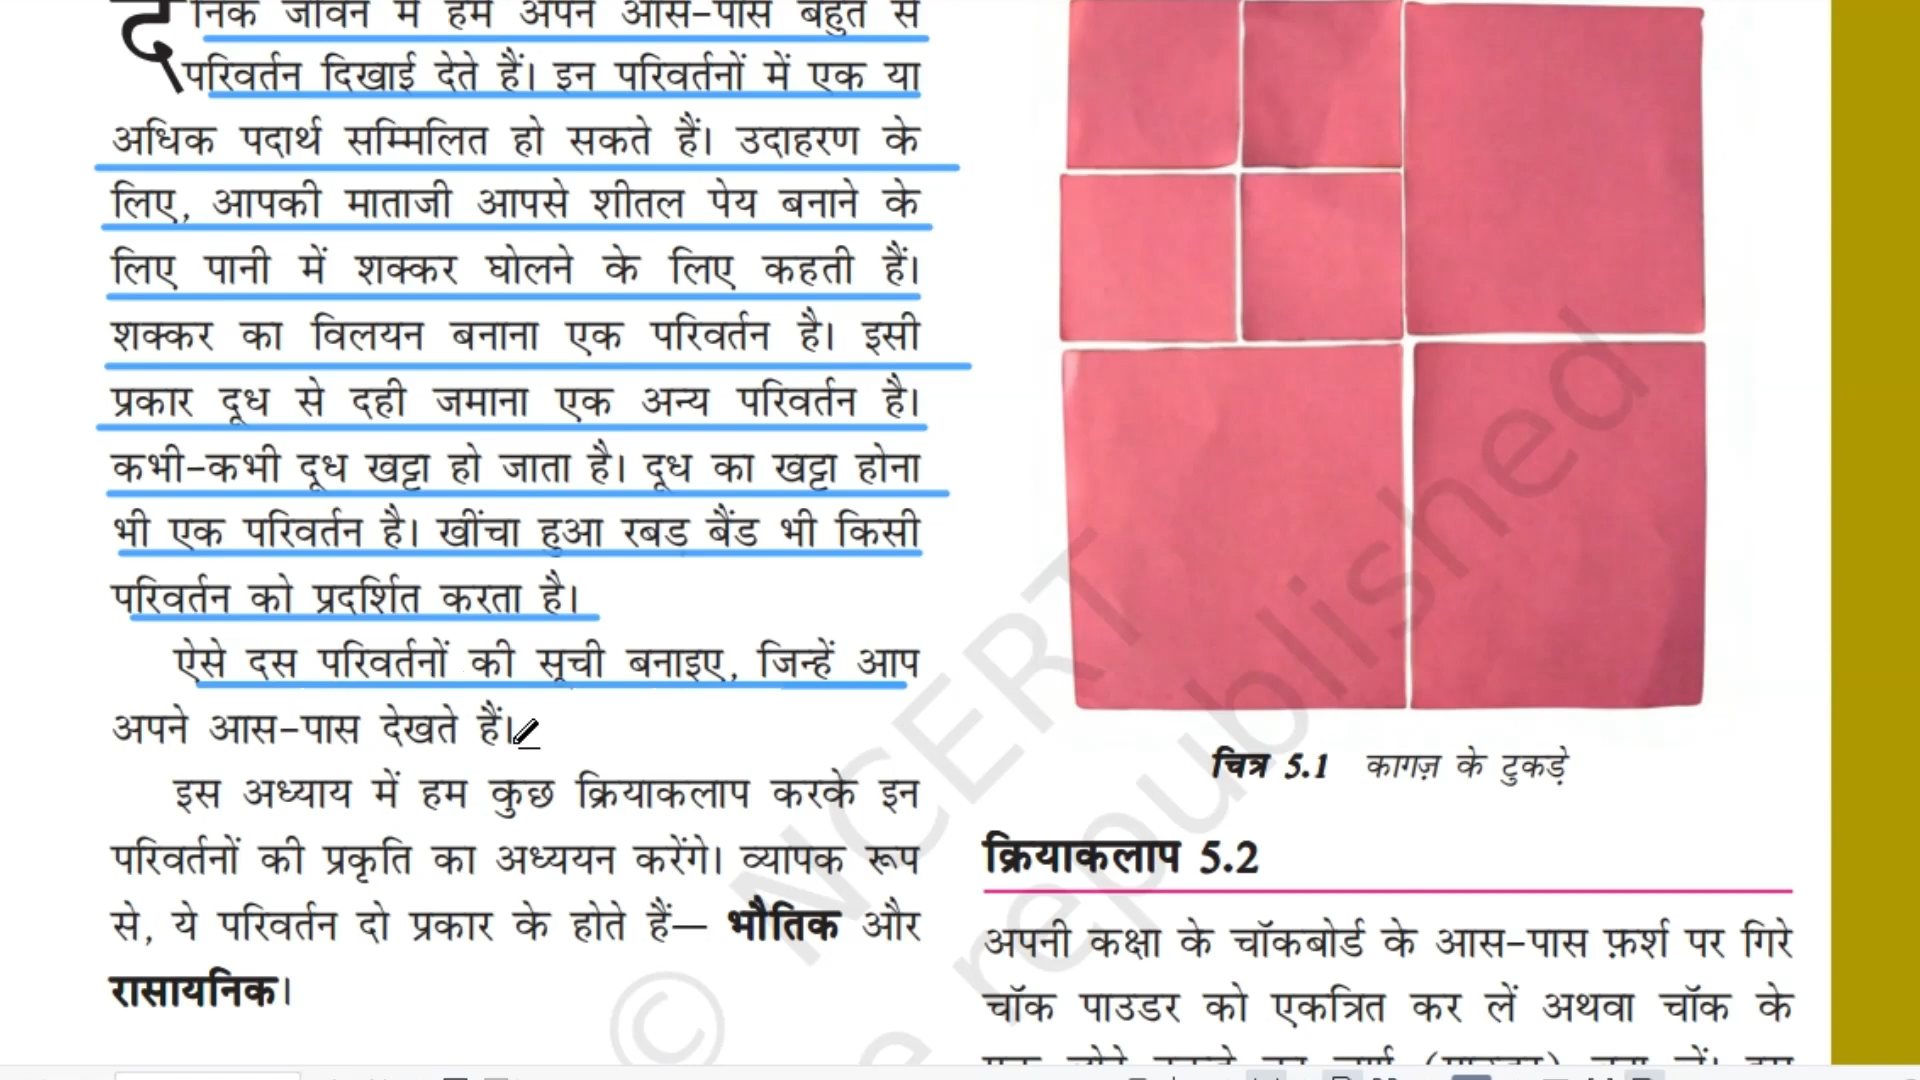 दैनिक जीवन में हम अपने आस-पास बहुत से
परिवर्तन दिखाई देते हैं। इन परिवर्तनों में एक या
अधिक पदार्थ सम्मिलित हो सकते हैं। उदाहरण के
लिए, आपकी माताजी आपसे शीतल पेय बनाने के
लिए पानी में शक्कर घोलने के लिए कहती हैं।
शक्कर का विलयन बनाना एक परिवर्तन है। इसी
प्रकार दूध से दही जमाना एक अन्य परिवर्तन है।
कभी-कभी दूध खट्टा हो जाता है। दूध का खट्टा होना
भी एक परिवर्तन है। खींचा हुआ रबड बैंड भी किसी
परिवर्तन को प्रदर्शित करता है।
ऐसे दस परिवर्तनों की सूची बनाइए, जिन्हें आप
अपने आस-पास देखते हैं।
इस अध्याय में हम कुछ क्रियाकलाप करके इन
परिवर्तनों की प्रकृति का अध्ययन करेंगे। व्यापक रूप
से, ये परिवर्तन दो प्रकार के होते हैं— भौतिक और
रासायनिक।
चित्र 5.1 कागज़ के टुकड़े
क्रियाकलाप 5.2
अपनी कक्षा के चॉकबोर्ड के आस-पास फ़र्श पर गिरे
चॉक पाउडर को एकत्रित कर लें अथवा चॉक के
© NCERT
e republished